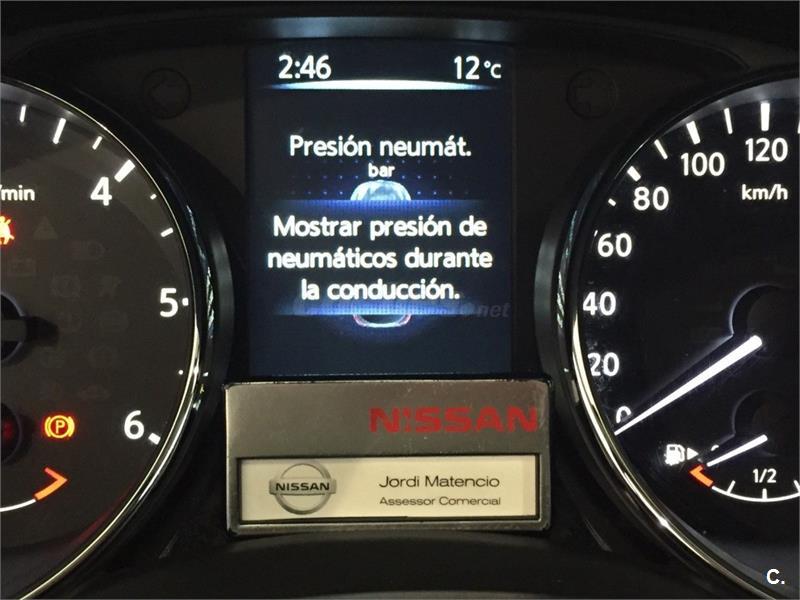 2:46 12°C
Presión neumát.
bar
Mostrar presión de
neumáticos durante
la conducción.
net
/min
4
5
6
P
120
100
80
60
40
20
0
km/h
1/2
NISSAN
NISSAN
Jordi Matencio
Assessor Comercial
C.